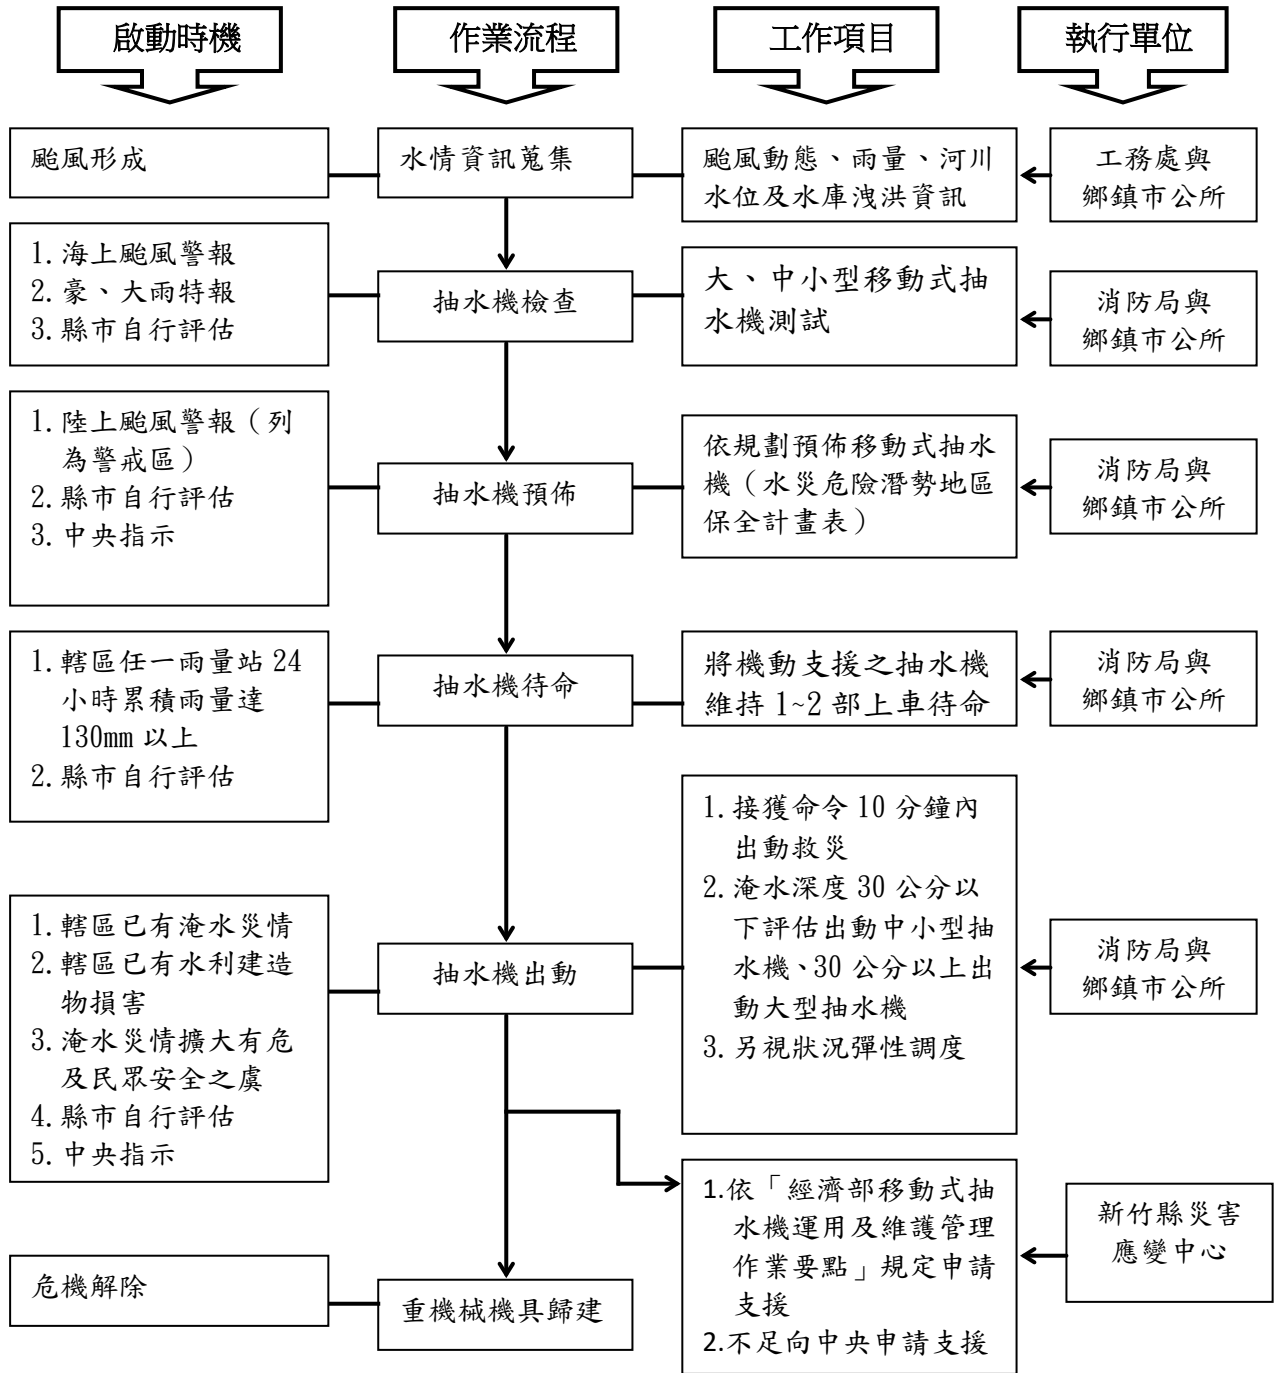 啟動時機
作業流程
工作項目
執行單位
颱風形成
水情資訊蒐集
颱風動態、雨量、河川
水位及水庫洩洪資訊
工務處與
鄉鎮市公所
1. 海上颱風警報
2. 豪、大雨特報
3. 縣市自行評估
抽水機檢查
大、中小型移動式抽
水機測試
消防局與
鄉鎮市公所
1. 陸上颱風警報（列
為警戒區）
2. 縣市自行評估
3. 中央指示
抽水機預佈
依規劃預佈移動式抽水
機（水災危險潛勢地區
保全計畫表）
消防局與
鄉鎮市公所
1. 轄區任一雨量站 24
小時累積雨量達
130mm 以上
2. 縣市自行評估
抽水機待命
將機動支援之抽水機
維持 1~2 部上車待命
消防局與
鄉鎮市公所
1. 轄區已有淹水災情
2. 轄區已有水利建造
物損害
3. 淹水災情擴大有危
及民眾安全之虞
4. 縣市自行評估
5. 中央指示
抽水機出動
1. 接獲命令 10 分鐘內
出動救災
2. 淹水深度 30 公分以
下評估出動中小型抽
水機、30 公分以上出
動大型抽水機
3. 另視狀況彈性調度
消防局與
鄉鎮市公所
1.依「經濟部移動式抽
水機運用及維護管理
作業要點」規定申請
支援
2.不足向中央申請支援
新竹縣災害
應變中心
危機解除
重機械機具歸建